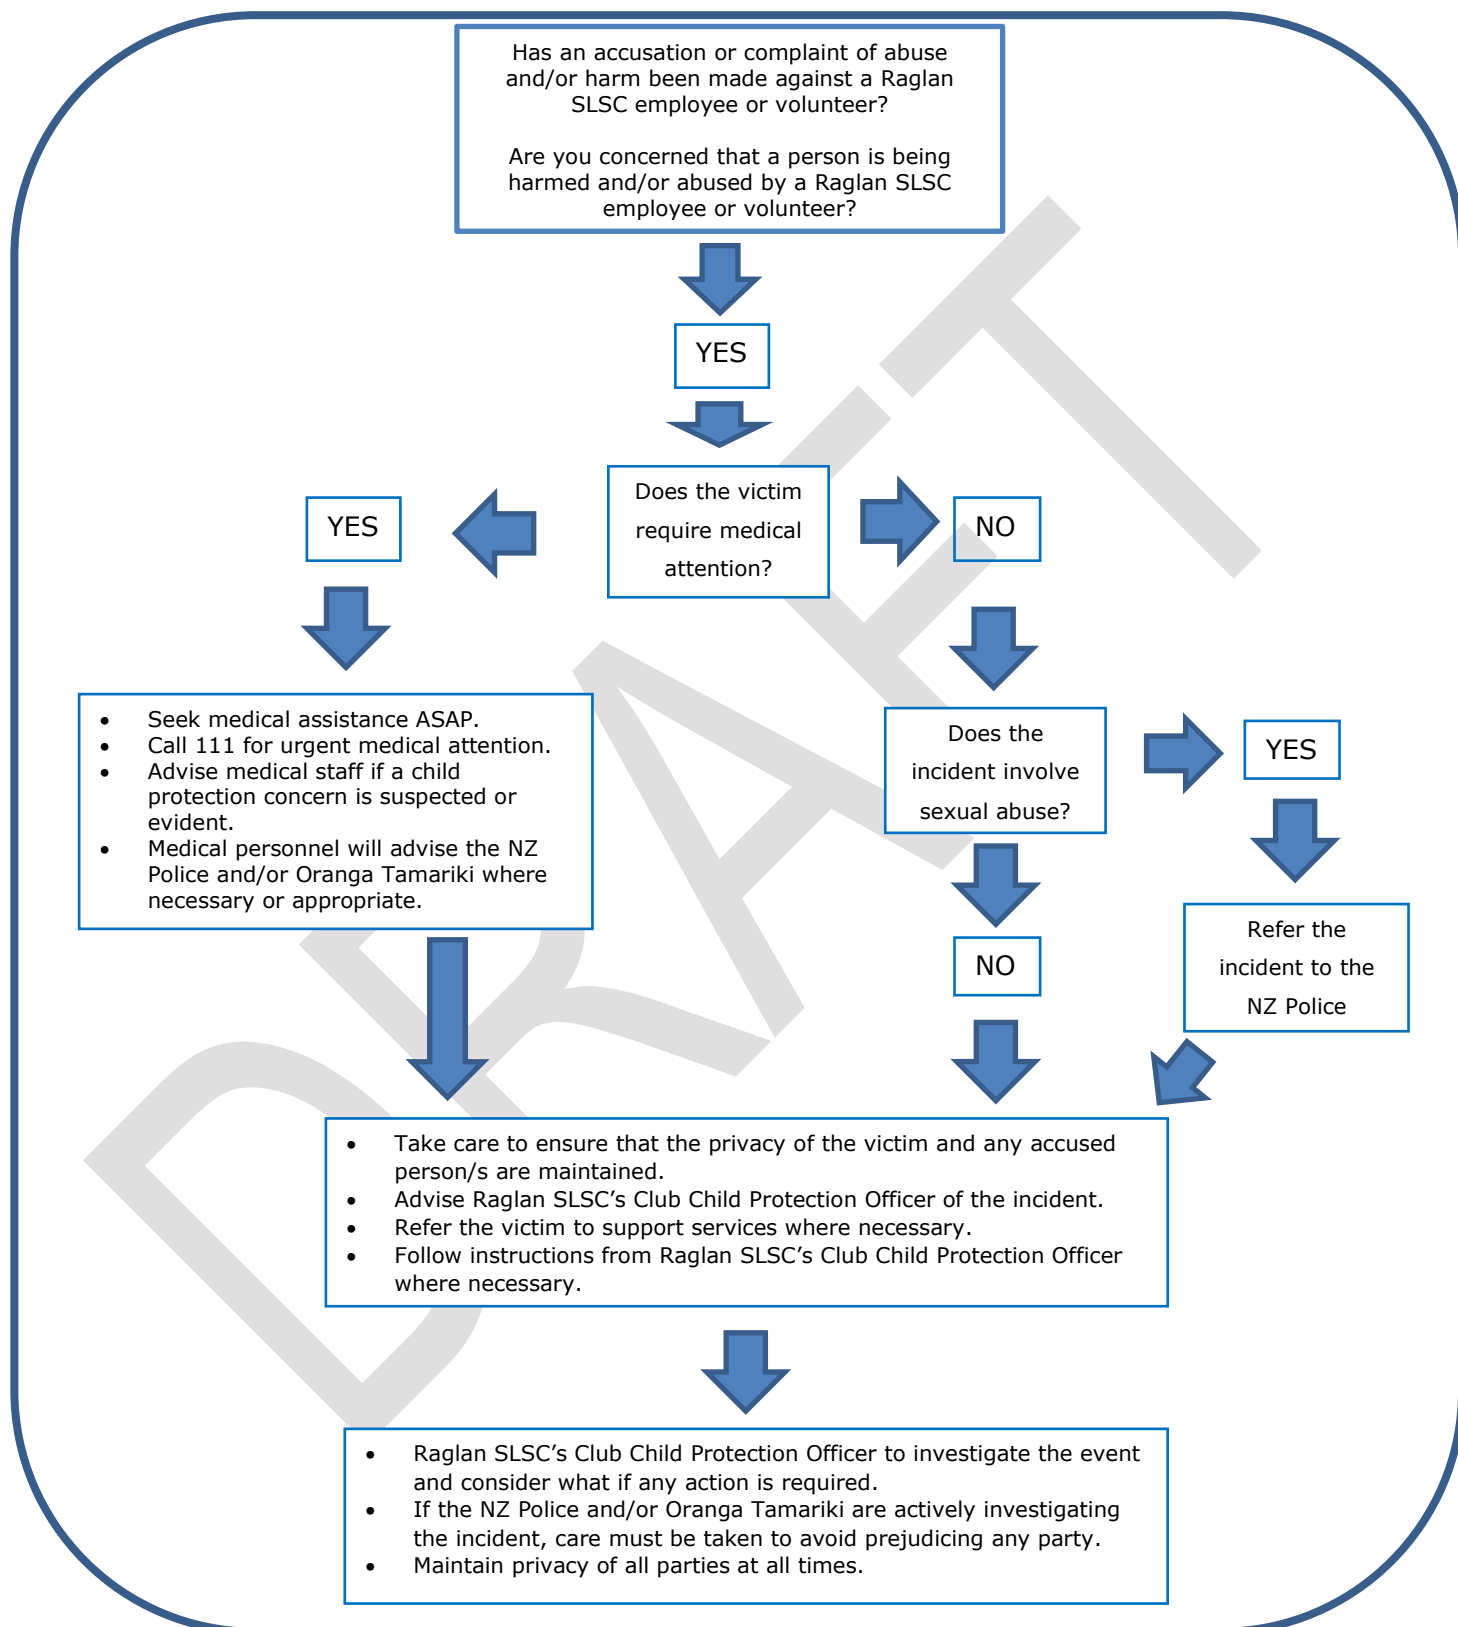 Has an accusation or complaint of abuse
and/or harm been made against a Raglan
SLSC employee or volunteer?
Are you concerned that a person is being
harmed and/or abused by a Raglan SLSC
employee or volunteer?
YES
Does the victim
require medical
attention?
YES
NO
• Seek medical assistance ASAP.
• Call 111 for urgent medical attention.
• Advise medical staff if a child
protection concern is suspected or
evident.
• Medical personnel will advise the NZ
Police and/or Oranga Tamariki where
necessary or appropriate.
Does the
incident involve
sexual abuse?
YES
NO
Refer the
incident to the
NZ Police
• Take care to ensure that the privacy of the victim and any accused
person/s are maintained.
• Advise Raglan SLSC’s Club Child Protection Officer of the incident.
• Refer the victim to support services where necessary.
• Follow instructions from Raglan SLSC’s Club Child Protection Officer
where necessary.
• Raglan SLSC’s Club Child Protection Officer to investigate the event
and consider what if any action is required.
• If the NZ Police and/or Oranga Tamariki are actively investigating
the incident, care must be taken to avoid prejudicing any party.
• Maintain privacy of all parties at all times.
DRAFT